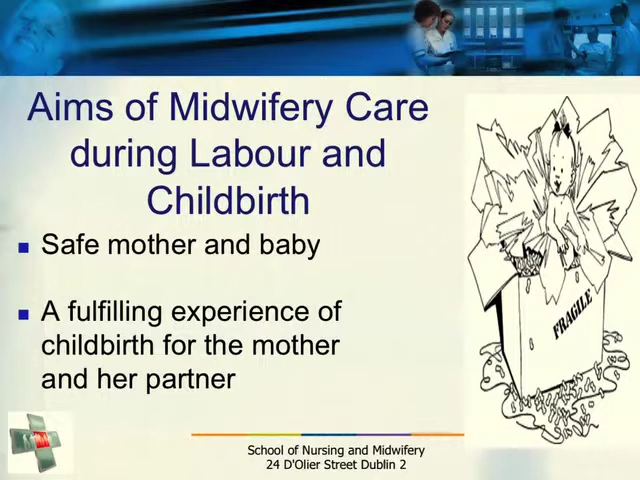 Aims of Midwifery Care
during Labour and
Childbirth
Safe mother and baby
A fulfilling experience of
childbirth for the mother
and her partner
FRAGILE
School of Nursing and Midwifery
24 D'Olier Street Dublin 2